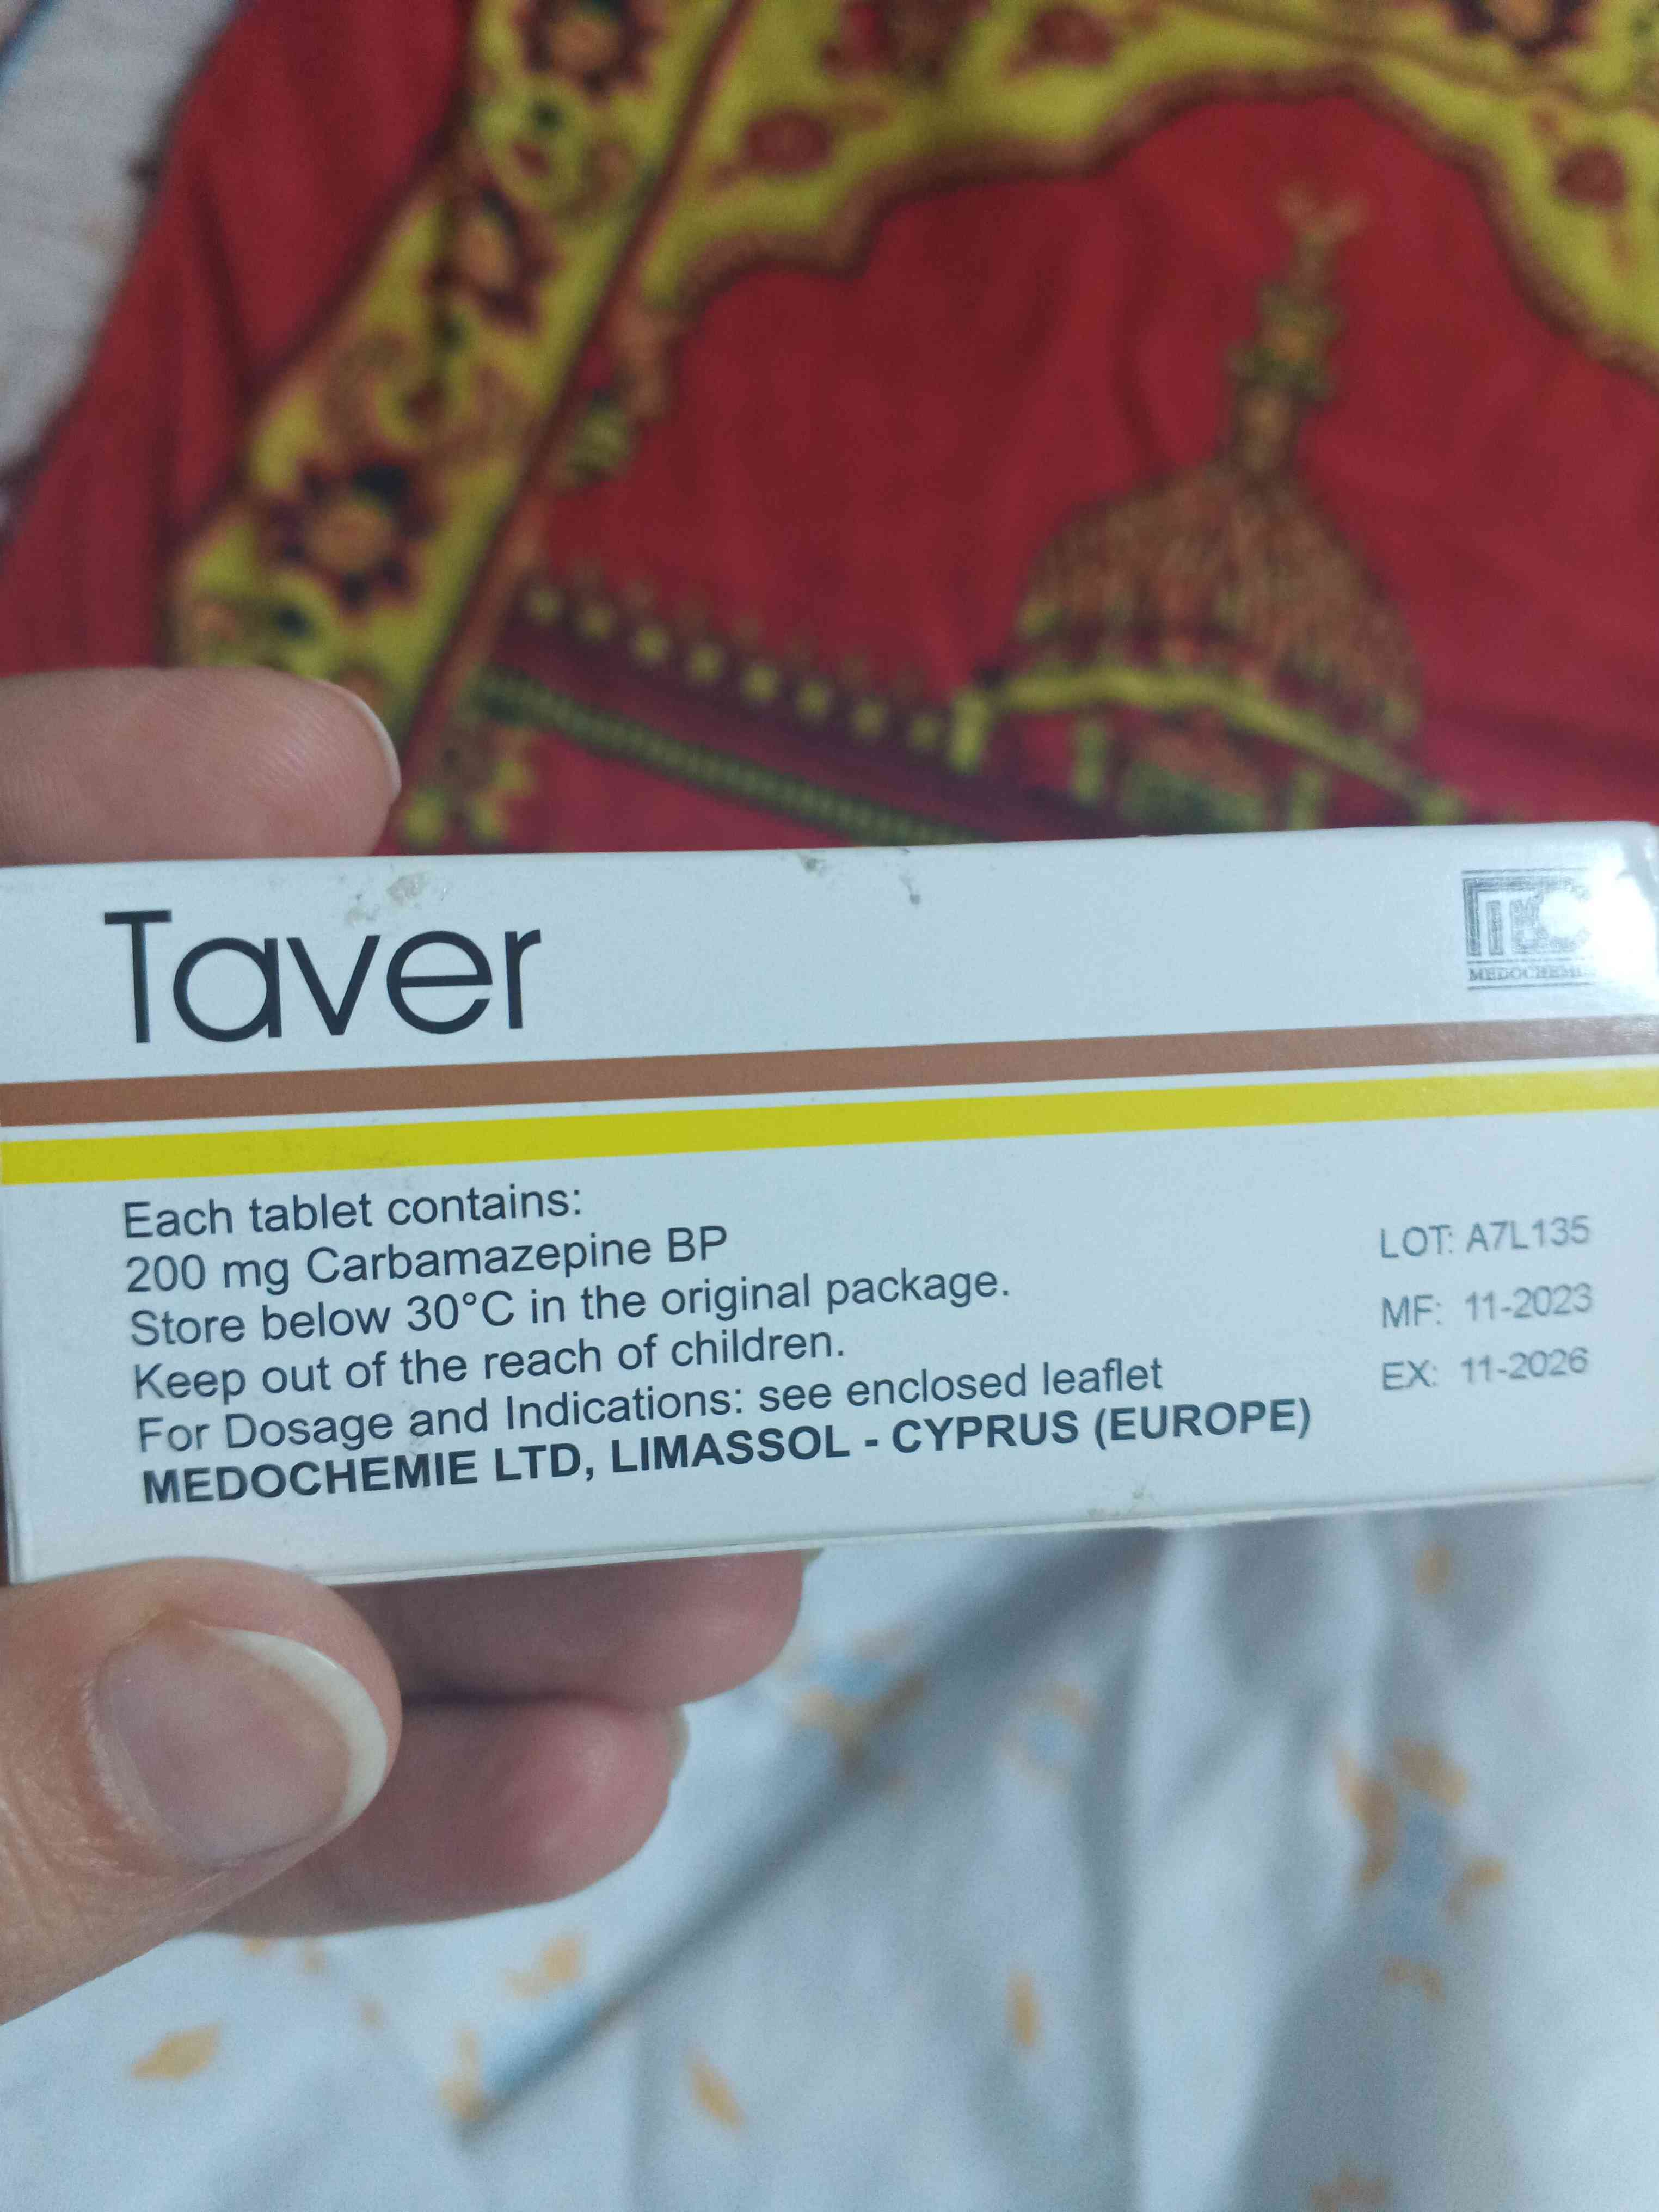 Taver
MEDOCHEMIE
Each tablet contains:
200 mg Carbamazepine BP
Store below 30°C in the original package.
Keep out of the reach of children.
For Dosage and Indications: see enclosed leaflet
MEDOCHEMIE LTD, LIMASSOL - CYPRUS (EUROPE)
LOT: A7L135
MF: 11-2023
EX: 11-2026